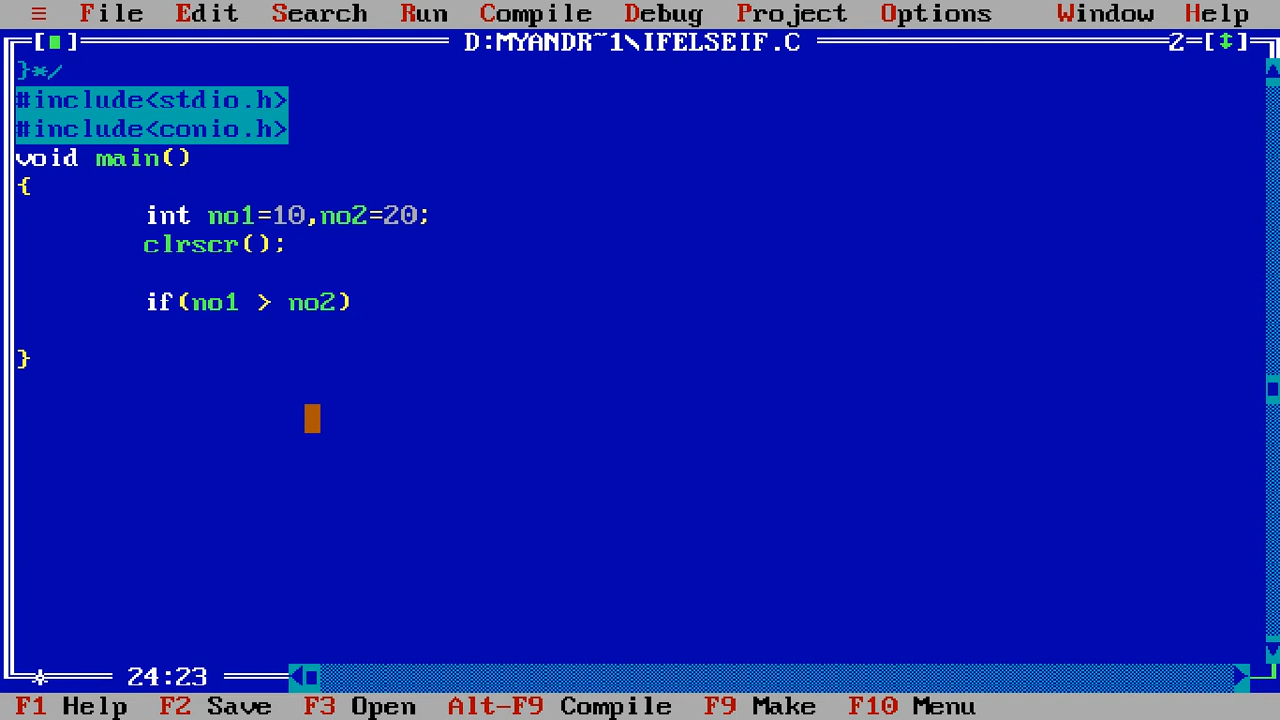 ≡ File Edit Search Run Compile Debug Project Options Window Help
[■] D:MYANDR~1\IFELSEIF.C 2=[↕]
}*/
#include<stdio.h>
#include<conio.h>
void main()
{
int no1=10,no2=20;
clrscr();
if(no1 > no2)
}
24:23
F1 Help F2 Save F3 Open Alt-F9 Compile F9 Make F10 Menu